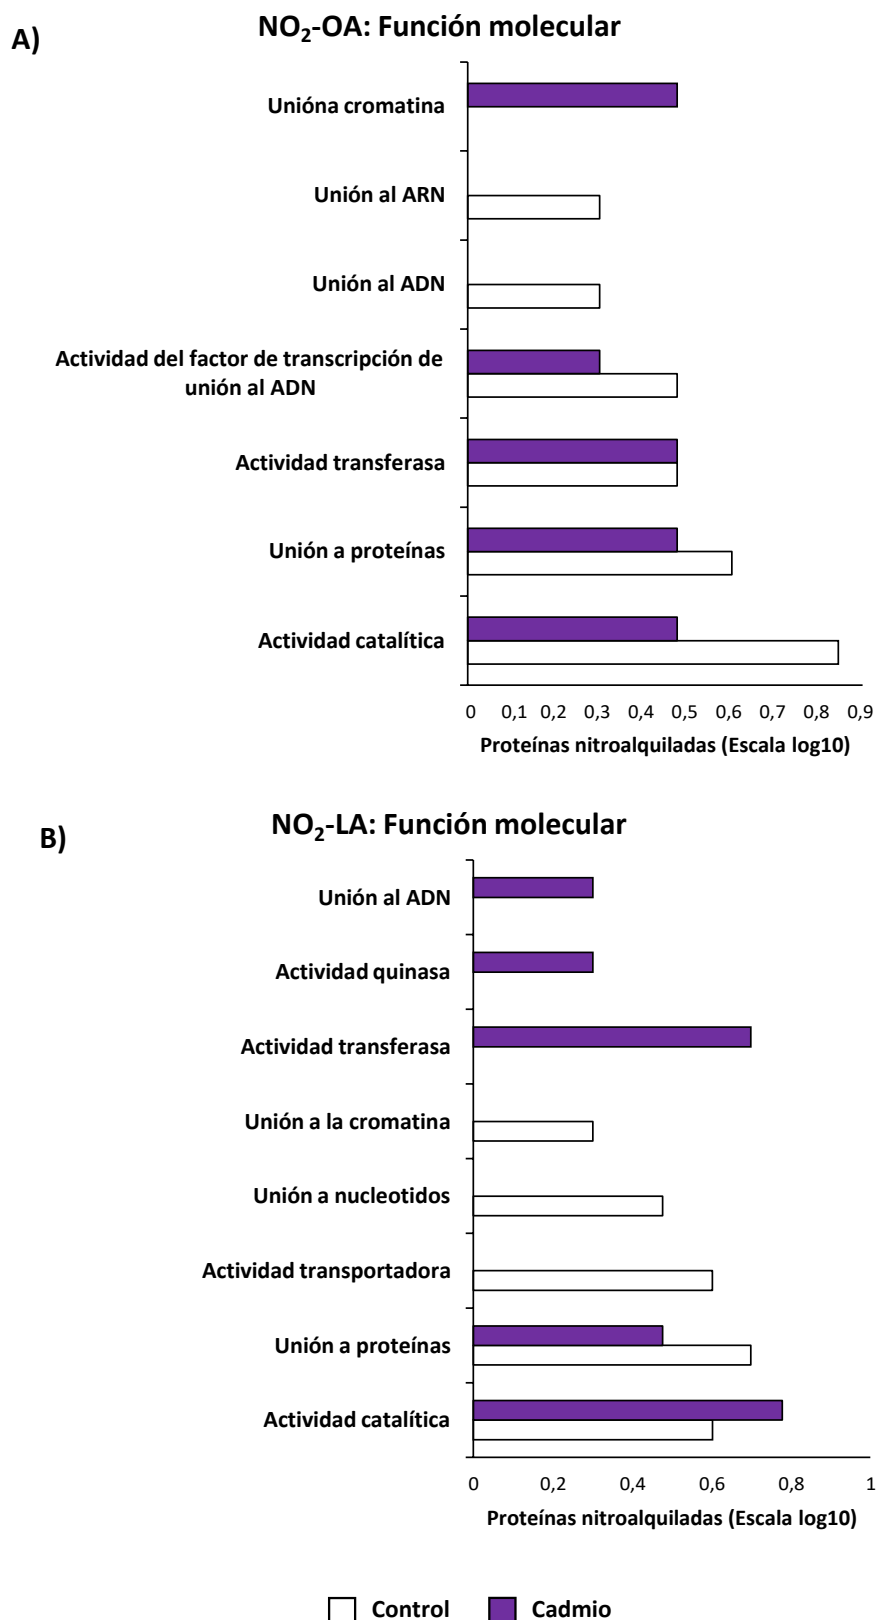 A)
NO₂-OA: Función molecular
Unióna cromatina
Unión al ARN
Unión al ADN
Actividad del factor de transcripción de
unión al ADN
Actividad transferasa
Unión a proteínas
Actividad catalítica
0 0,1 0,2 0,3 0,4 0,5 0,6 0,7 0,8 0,9
Proteínas nitroalquiladas (Escala log10)
B)
NO₂-LA: Función molecular
Unión al ADN
Actividad quinasa
Actividad transferasa
Unión a la cromatina
Unión a nucleotidos
Actividad transportadora
Unión a proteínas
Actividad catalítica
0 0,2 0,4 0,6 0,8 1
Proteínas nitroalquiladas (Escala log10)
Control Cadmio